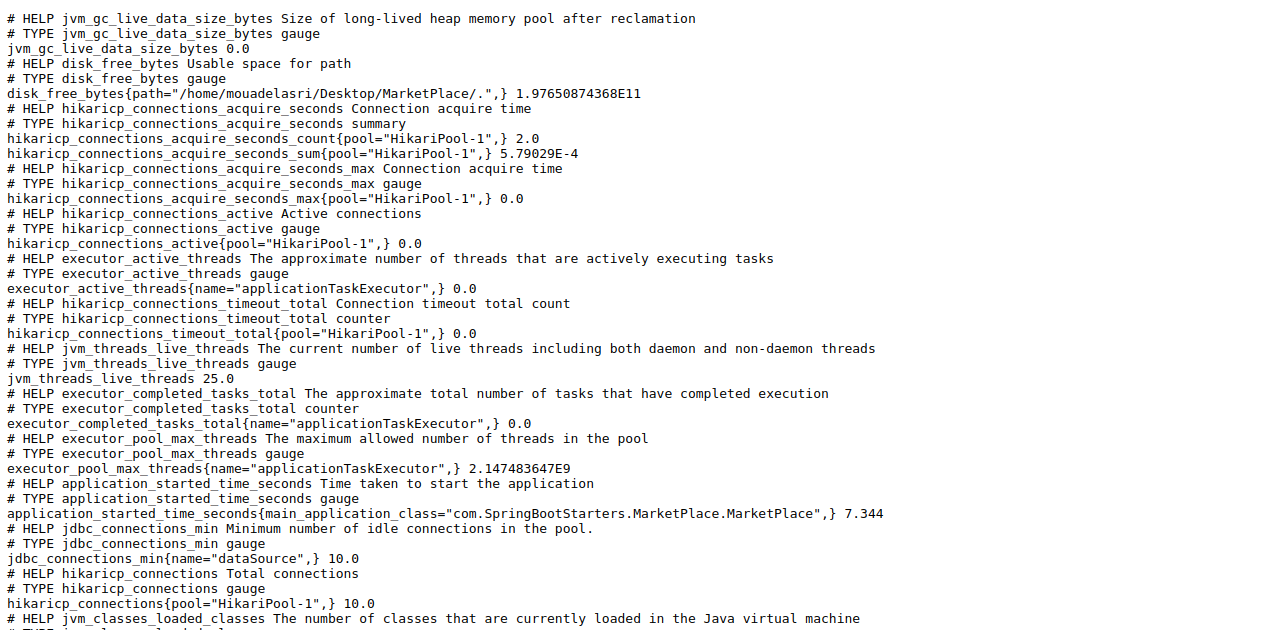 # HELP jvm_gc_live_data_size_bytes Size of long-lived heap memory pool after reclamation
# TYPE jvm_gc_live_data_size_bytes gauge
jvm_gc_live_data_size_bytes 0.0
# HELP disk_free_bytes Usable space for path
# TYPE disk_free_bytes gauge
disk_free_bytes{path="/home/mouadelasri/Desktop/MarketPlace/.",} 1.97650874368E11
# HELP hikaricp_connections_acquire_seconds Connection acquire time
# TYPE hikaricp_connections_acquire_seconds summary
hikaricp_connections_acquire_seconds_count{pool="HikariPool-1",} 2.0
hikaricp_connections_acquire_seconds_sum{pool="HikariPool-1",} 5.79029E-4
# HELP hikaricp_connections_acquire_seconds_max Connection acquire time
# TYPE hikaricp_connections_acquire_seconds_max gauge
hikaricp_connections_acquire_seconds_max{pool="HikariPool-1",} 0.0
# HELP hikaricp_connections_active Active connections
# TYPE hikaricp_connections_active gauge
hikaricp_connections_active{pool="HikariPool-1",} 0.0
# HELP executor_active_threads The approximate number of threads that are actively executing tasks
# TYPE executor_active_threads gauge
executor_active_threads{name="applicationTaskExecutor",} 0.0
# HELP hikaricp_connections_timeout_total Connection timeout total count
# TYPE hikaricp_connections_timeout_total counter
hikaricp_connections_timeout_total{pool="HikariPool-1",} 0.0
# HELP jvm_threads_live_threads The current number of live threads including both daemon and non-daemon threads
# TYPE jvm_threads_live_threads gauge
jvm_threads_live_threads 25.0
# HELP executor_completed_tasks_total The approximate total number of tasks that have completed execution
# TYPE executor_completed_tasks_total counter
executor_completed_tasks_total{name="applicationTaskExecutor",} 0.0
# HELP executor_pool_max_threads The maximum allowed number of threads in the pool
# TYPE executor_pool_max_threads gauge
executor_pool_max_threads{name="applicationTaskExecutor",} 2.147483647E9
# HELP application_started_time_seconds Time taken to start the application
# TYPE application_started_time_seconds gauge
application_started_time_seconds{main_application_class="com.SpringBootStarters.MarketPlace.MarketPlace",} 7.344
# HELP jdbc_connections_min Minimum number of idle connections in the pool.
# TYPE jdbc_connections_min gauge
jdbc_connections_min{name="dataSource",} 10.0
# HELP hikaricp_connections Total connections
# TYPE hikaricp_connections gauge
hikaricp_connections{pool="HikariPool-1",} 10.0
# HELP jvm_classes_loaded_classes The number of classes that are currently loaded in the Java virtual machine